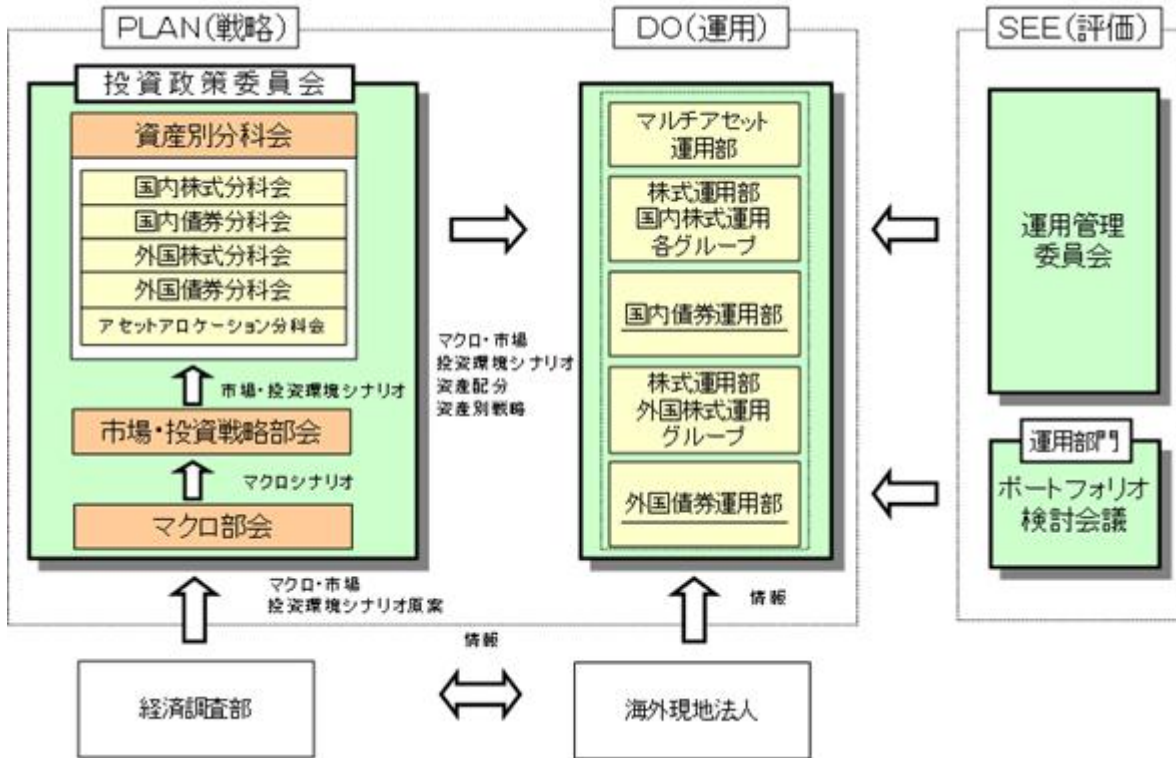 PLAN(戦略)
投資政策委員会
資産別分科会
国内株式分科会
国内債券分科会
外国株式分科会
外国債券分科会
アセットアロケーション分科会
市場・投資環境シナリオ
市場・投資戦略部会
マクロシナリオ
マクロ部会
マクロ・市場
投資環境シナリオ原案
経済調査部
マクロ・市場
投資環境シナリオ
資産配分
資産別戦略
DO(運用)
マルチアセット
運用部
株式運用部
国内株式運用
各グループ
国内債券運用部
株式運用部
外国株式運用
グループ
外国債券運用部
情報
情報
海外現地法人
SEE(評価)
運用管理
委員会
運用部門
ポートフォリオ
検討会議